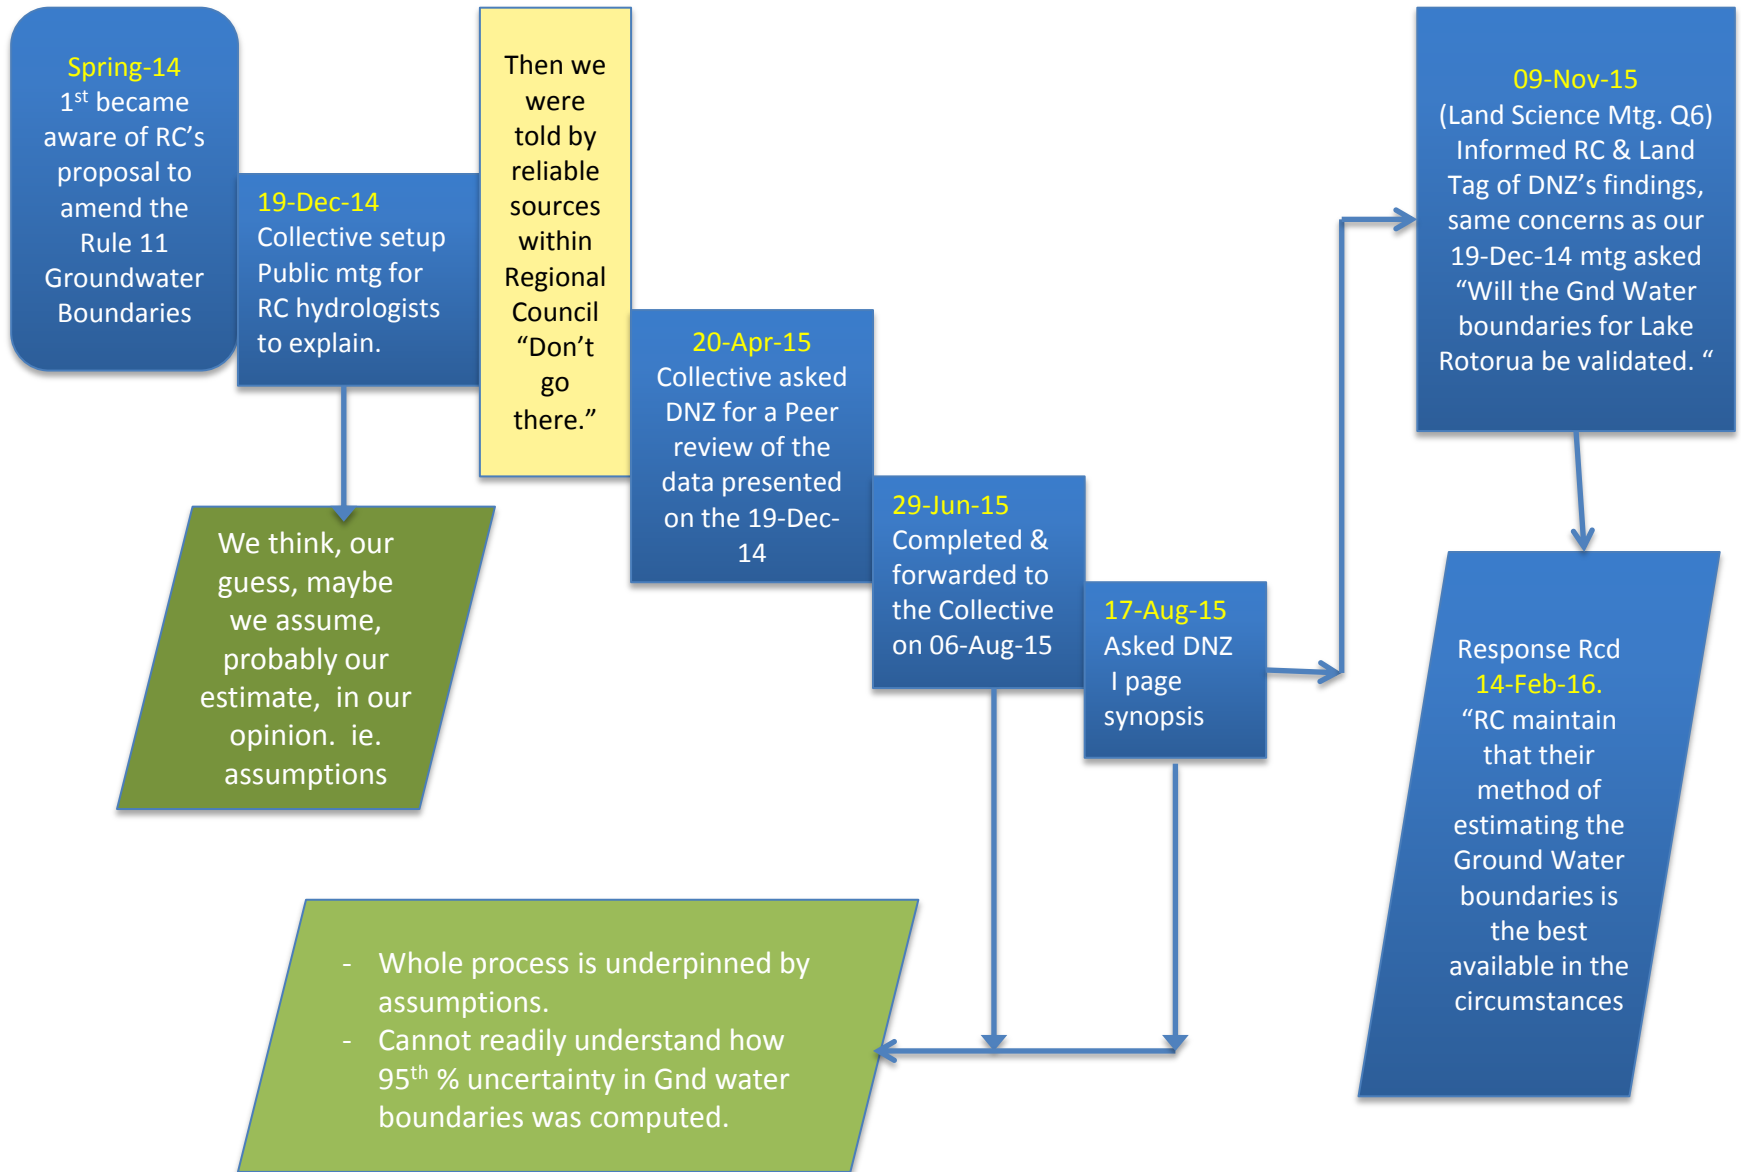 Spring-14
1st became
aware of RC’s
proposal to
amend the
Rule 11
Groundwater
Boundaries
19-Dec-14
Collective setup
Public mtg for
RC hydrologists
to explain.
We think, our
guess, maybe
we assume,
probably our
estimate, in our
opinion. ie.
assumptions
Then we
were
told by
reliable
sources
within
Regional
Council
“Don’t
go
there.”
20-Apr-15
Collective asked
DNZ for a Peer
review of the
data presented
on the 19-Dec-
14
29-Jun-15
Completed &
forwarded to
the Collective
on 06-Aug-15
17-Aug-15
Asked DNZ
I page
synopsis
- Whole process is underpinned by
assumptions.
- Cannot readily understand how
95th % uncertainty in Gnd water
boundaries was computed.
09-Nov-15
(Land Science Mtg. Q6)
Informed RC & Land
Tag of DNZ’s findings,
same concerns as our
19-Dec-14 mtg asked
“Will the Gnd Water
boundaries for Lake
Rotorua be validated. “
Response Rcd
14-Feb-16.
“RC maintain
that their
method of
estimating the
Ground Water
boundaries is
the best
available in the
circumstances